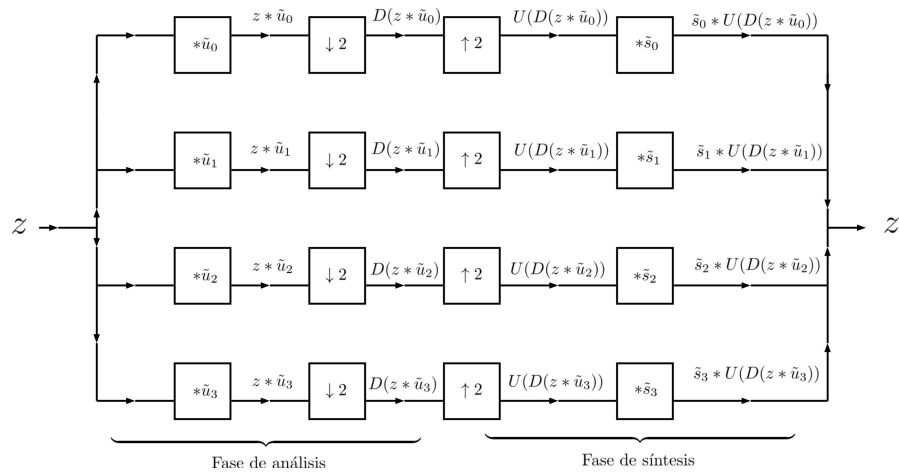 z ∗ ũ₀ D(z ∗ ũ₀) U(D(z ∗ ũ₀)) s̃₀ ∗ U(D(z ∗ ũ₀))
∗ũ₀ ↓ 2 ↑ 2 ∗s̃₀
z ∗ ũ₁ D(z ∗ ũ₁) U(D(z ∗ ũ₁)) s̃₁ ∗ U(D(z ∗ ũ₁))
∗ũ₁ ↓ 2 ↑ 2 ∗s̃₁
z z
z ∗ ũ₂ D(z ∗ ũ₂) U(D(z ∗ ũ₂)) s̃₂ ∗ U(D(z ∗ ũ₂))
∗ũ₂ ↓ 2 ↑ 2 ∗s̃₂
z ∗ ũ₃ D(z ∗ ũ₃) U(D(z ∗ ũ₃)) s̃₃ ∗ U(D(z ∗ ũ₃))
∗ũ₃ ↓ 2 ↑ 2 ∗s̃₃
Fase de análisis Fase de síntesis